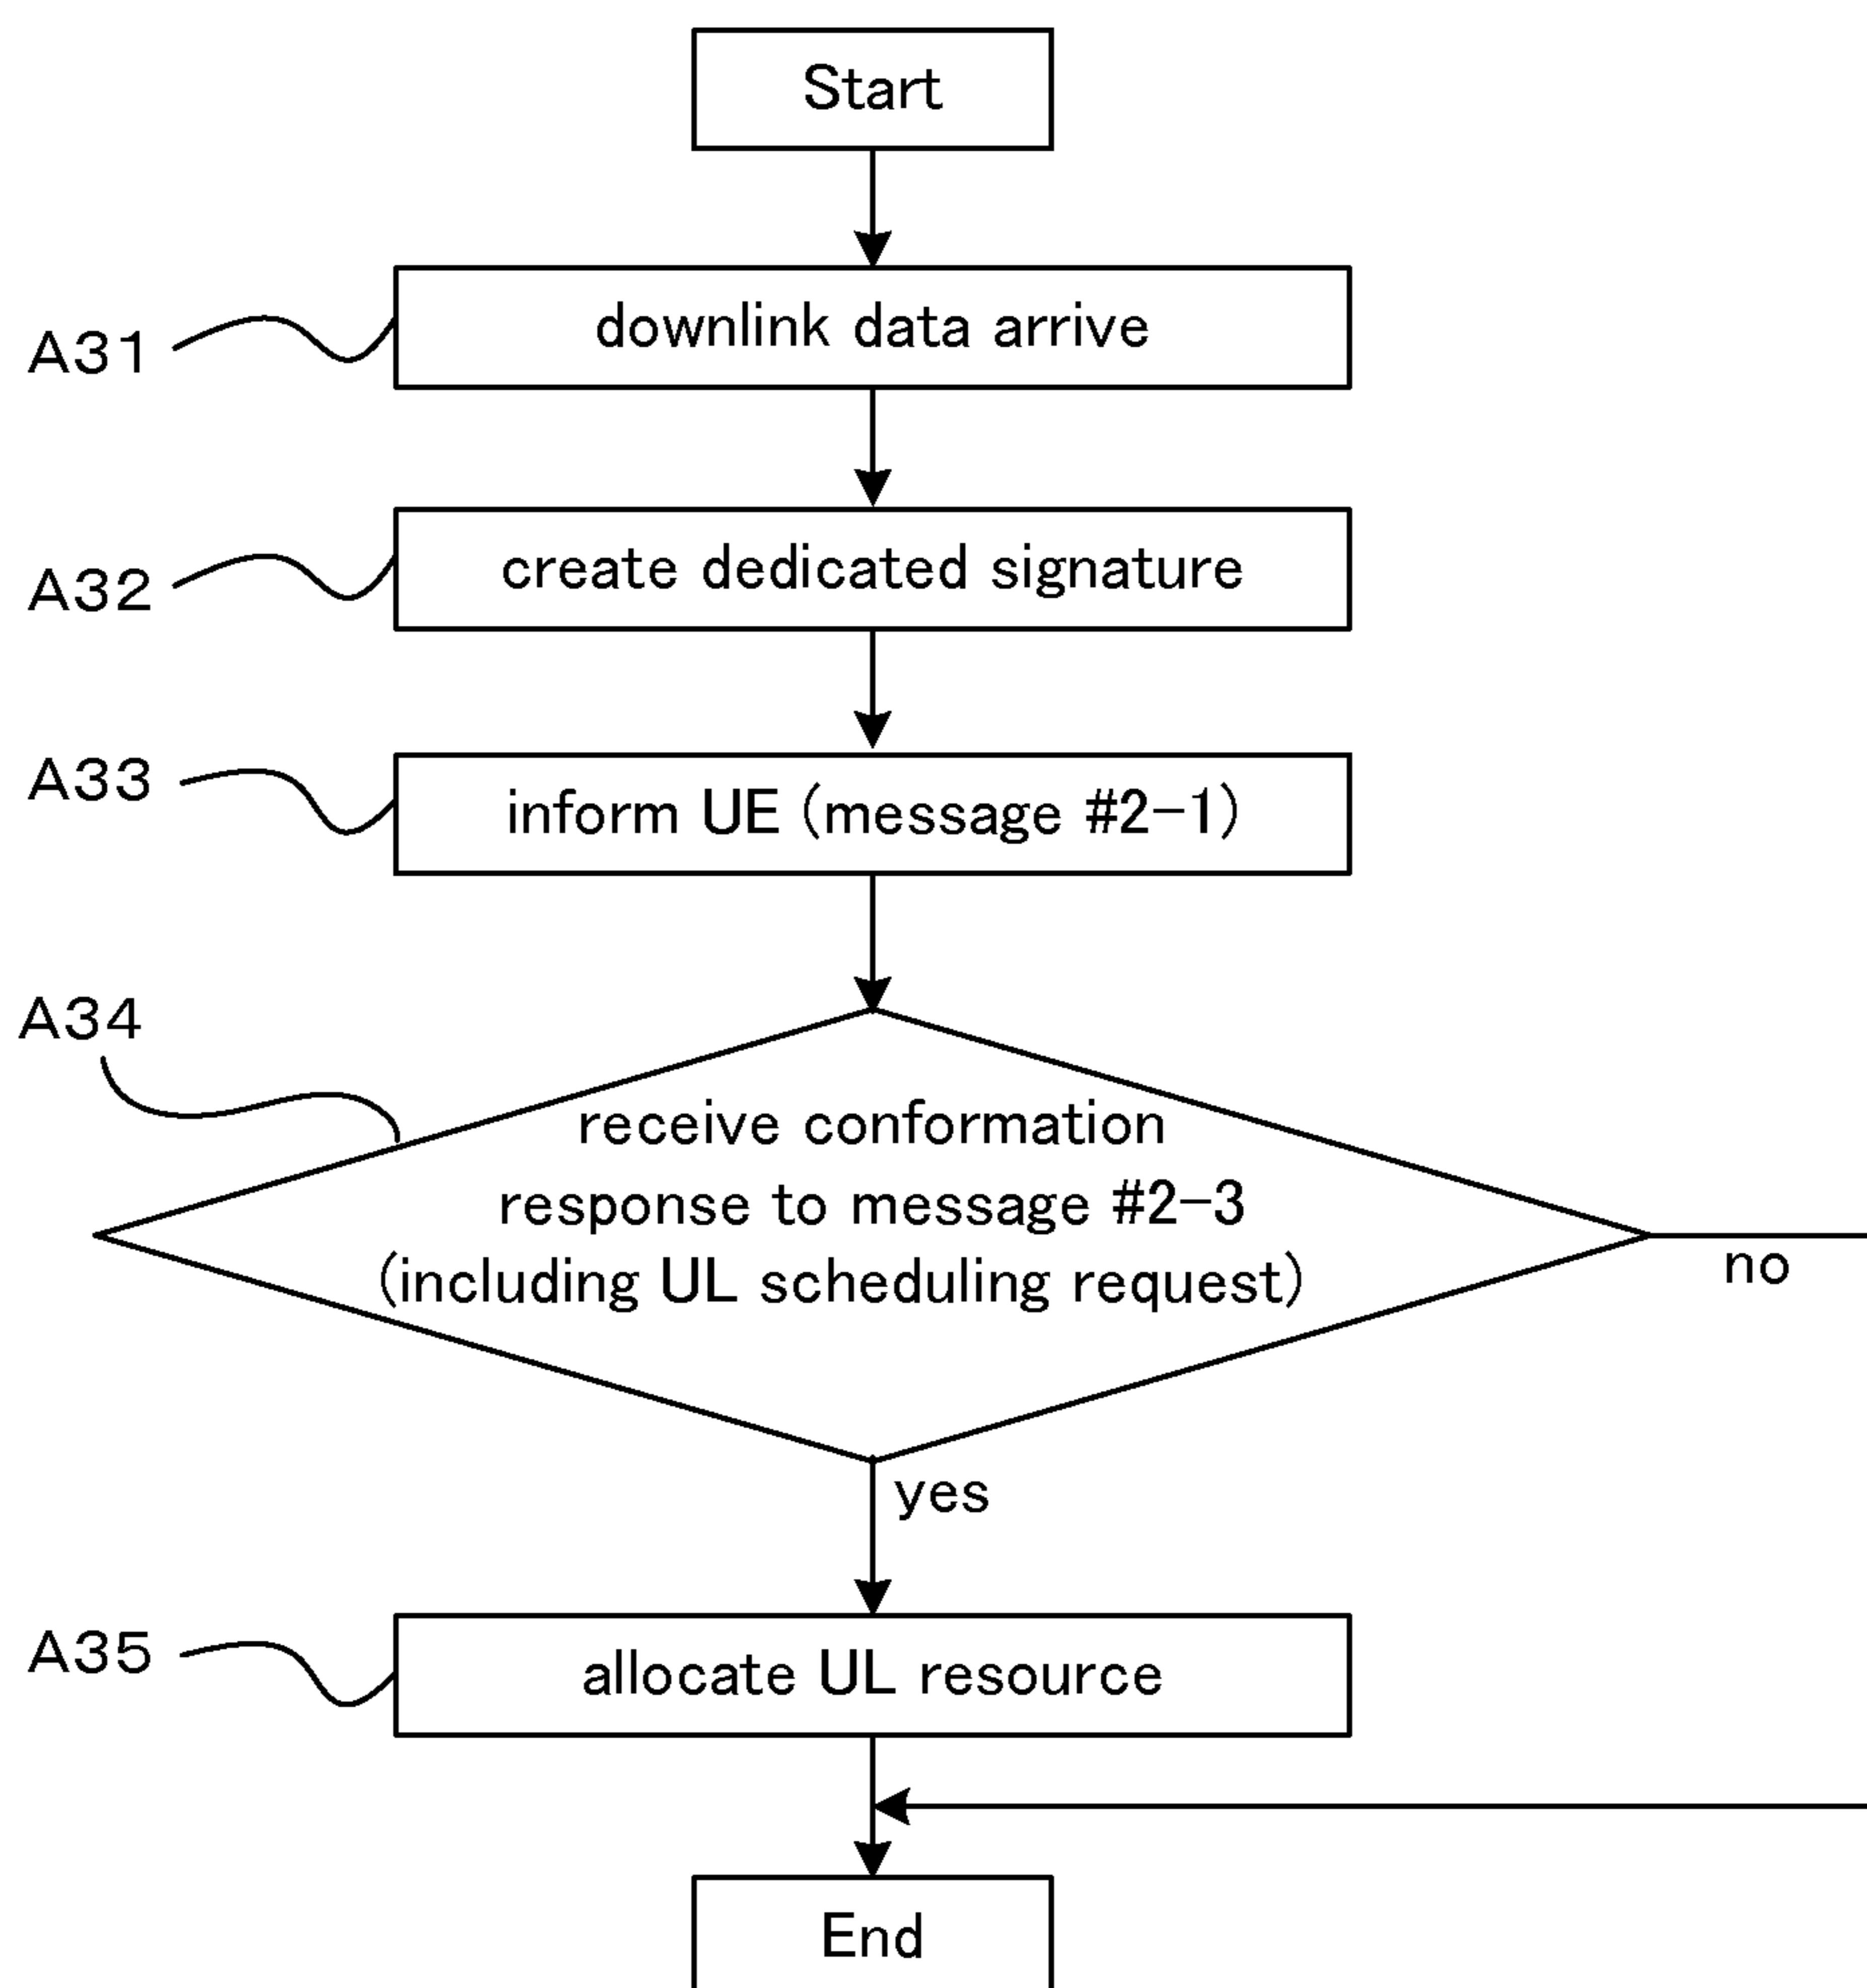 Start
A31
downlink data arrive
A32
create dedicated signature
A33
inform UE (message #2-1)
A34
receive conformation
response to message #2-3
(including UL scheduling request)
no
yes
A35
allocate UL resource
End